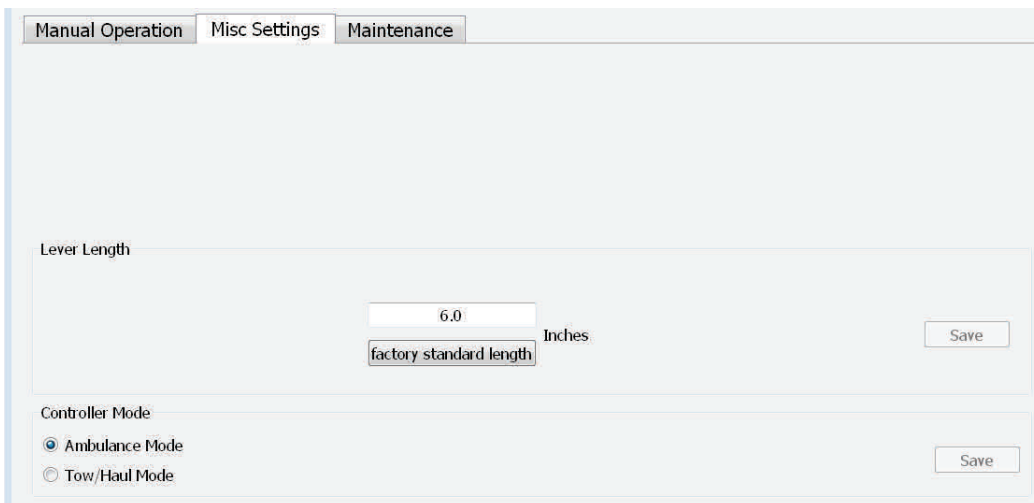 Manual Operation Misc Settings Maintenance
Lever Length
6.0
Inches
factory standard length
Save
Controller Mode
Ambulance Mode
Tow/Haul Mode
Save